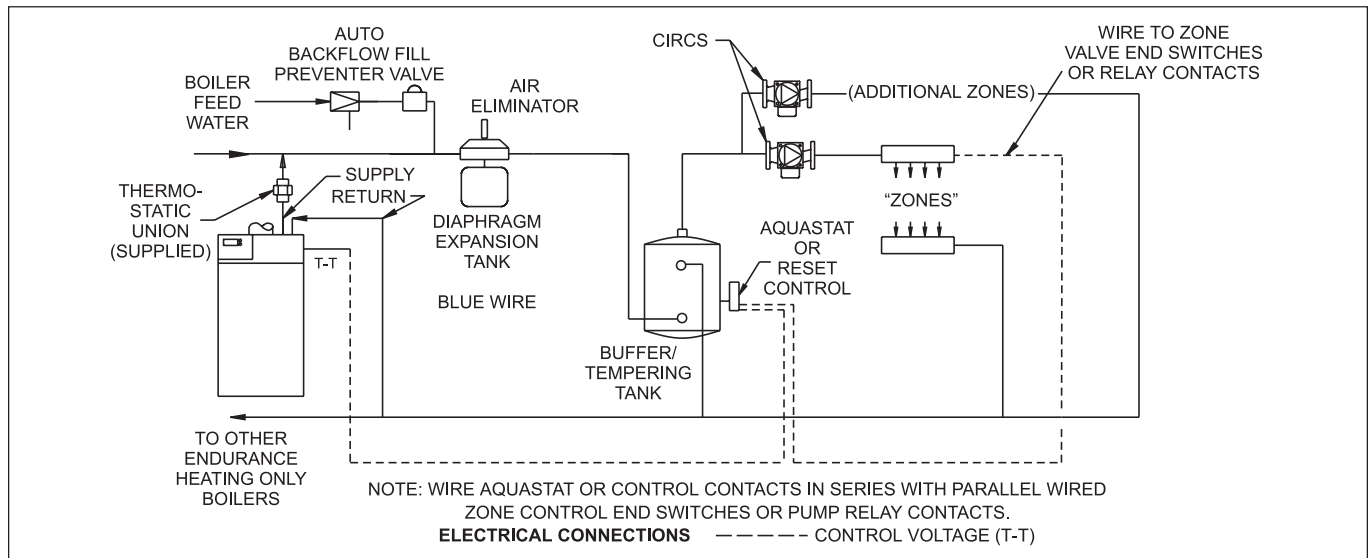 AUTO
BACKFLOW FILL
PREVENTER VALVE
BOILER
FEED
WATER
AIR
ELIMINATOR
CIRCS
WIRE TO ZONE
VALVE END SWITCHES
OR RELAY CONTACTS
(ADDITIONAL ZONES)
THERMO-
STATIC
UNION
(SUPPLIED)
SUPPLY
RETURN
DIAPHRAGM
EXPANSION
TANK
"ZONES"
AQUASTAT
OR
RESET
CONTROL
T-T
BLUE WIRE
BUFFER/
TEMPERING
TANK
TO OTHER
ENDURANCE
HEATING ONLY
BOILERS
NOTE: WIRE AQUASTAT OR CONTROL CONTACTS IN SERIES WITH PARALLEL WIRED
ZONE CONTROL END SWITCHES OR PUMP RELAY CONTACTS.
ELECTRICAL CONNECTIONS — — — — — CONTROL VOLTAGE (T-T)